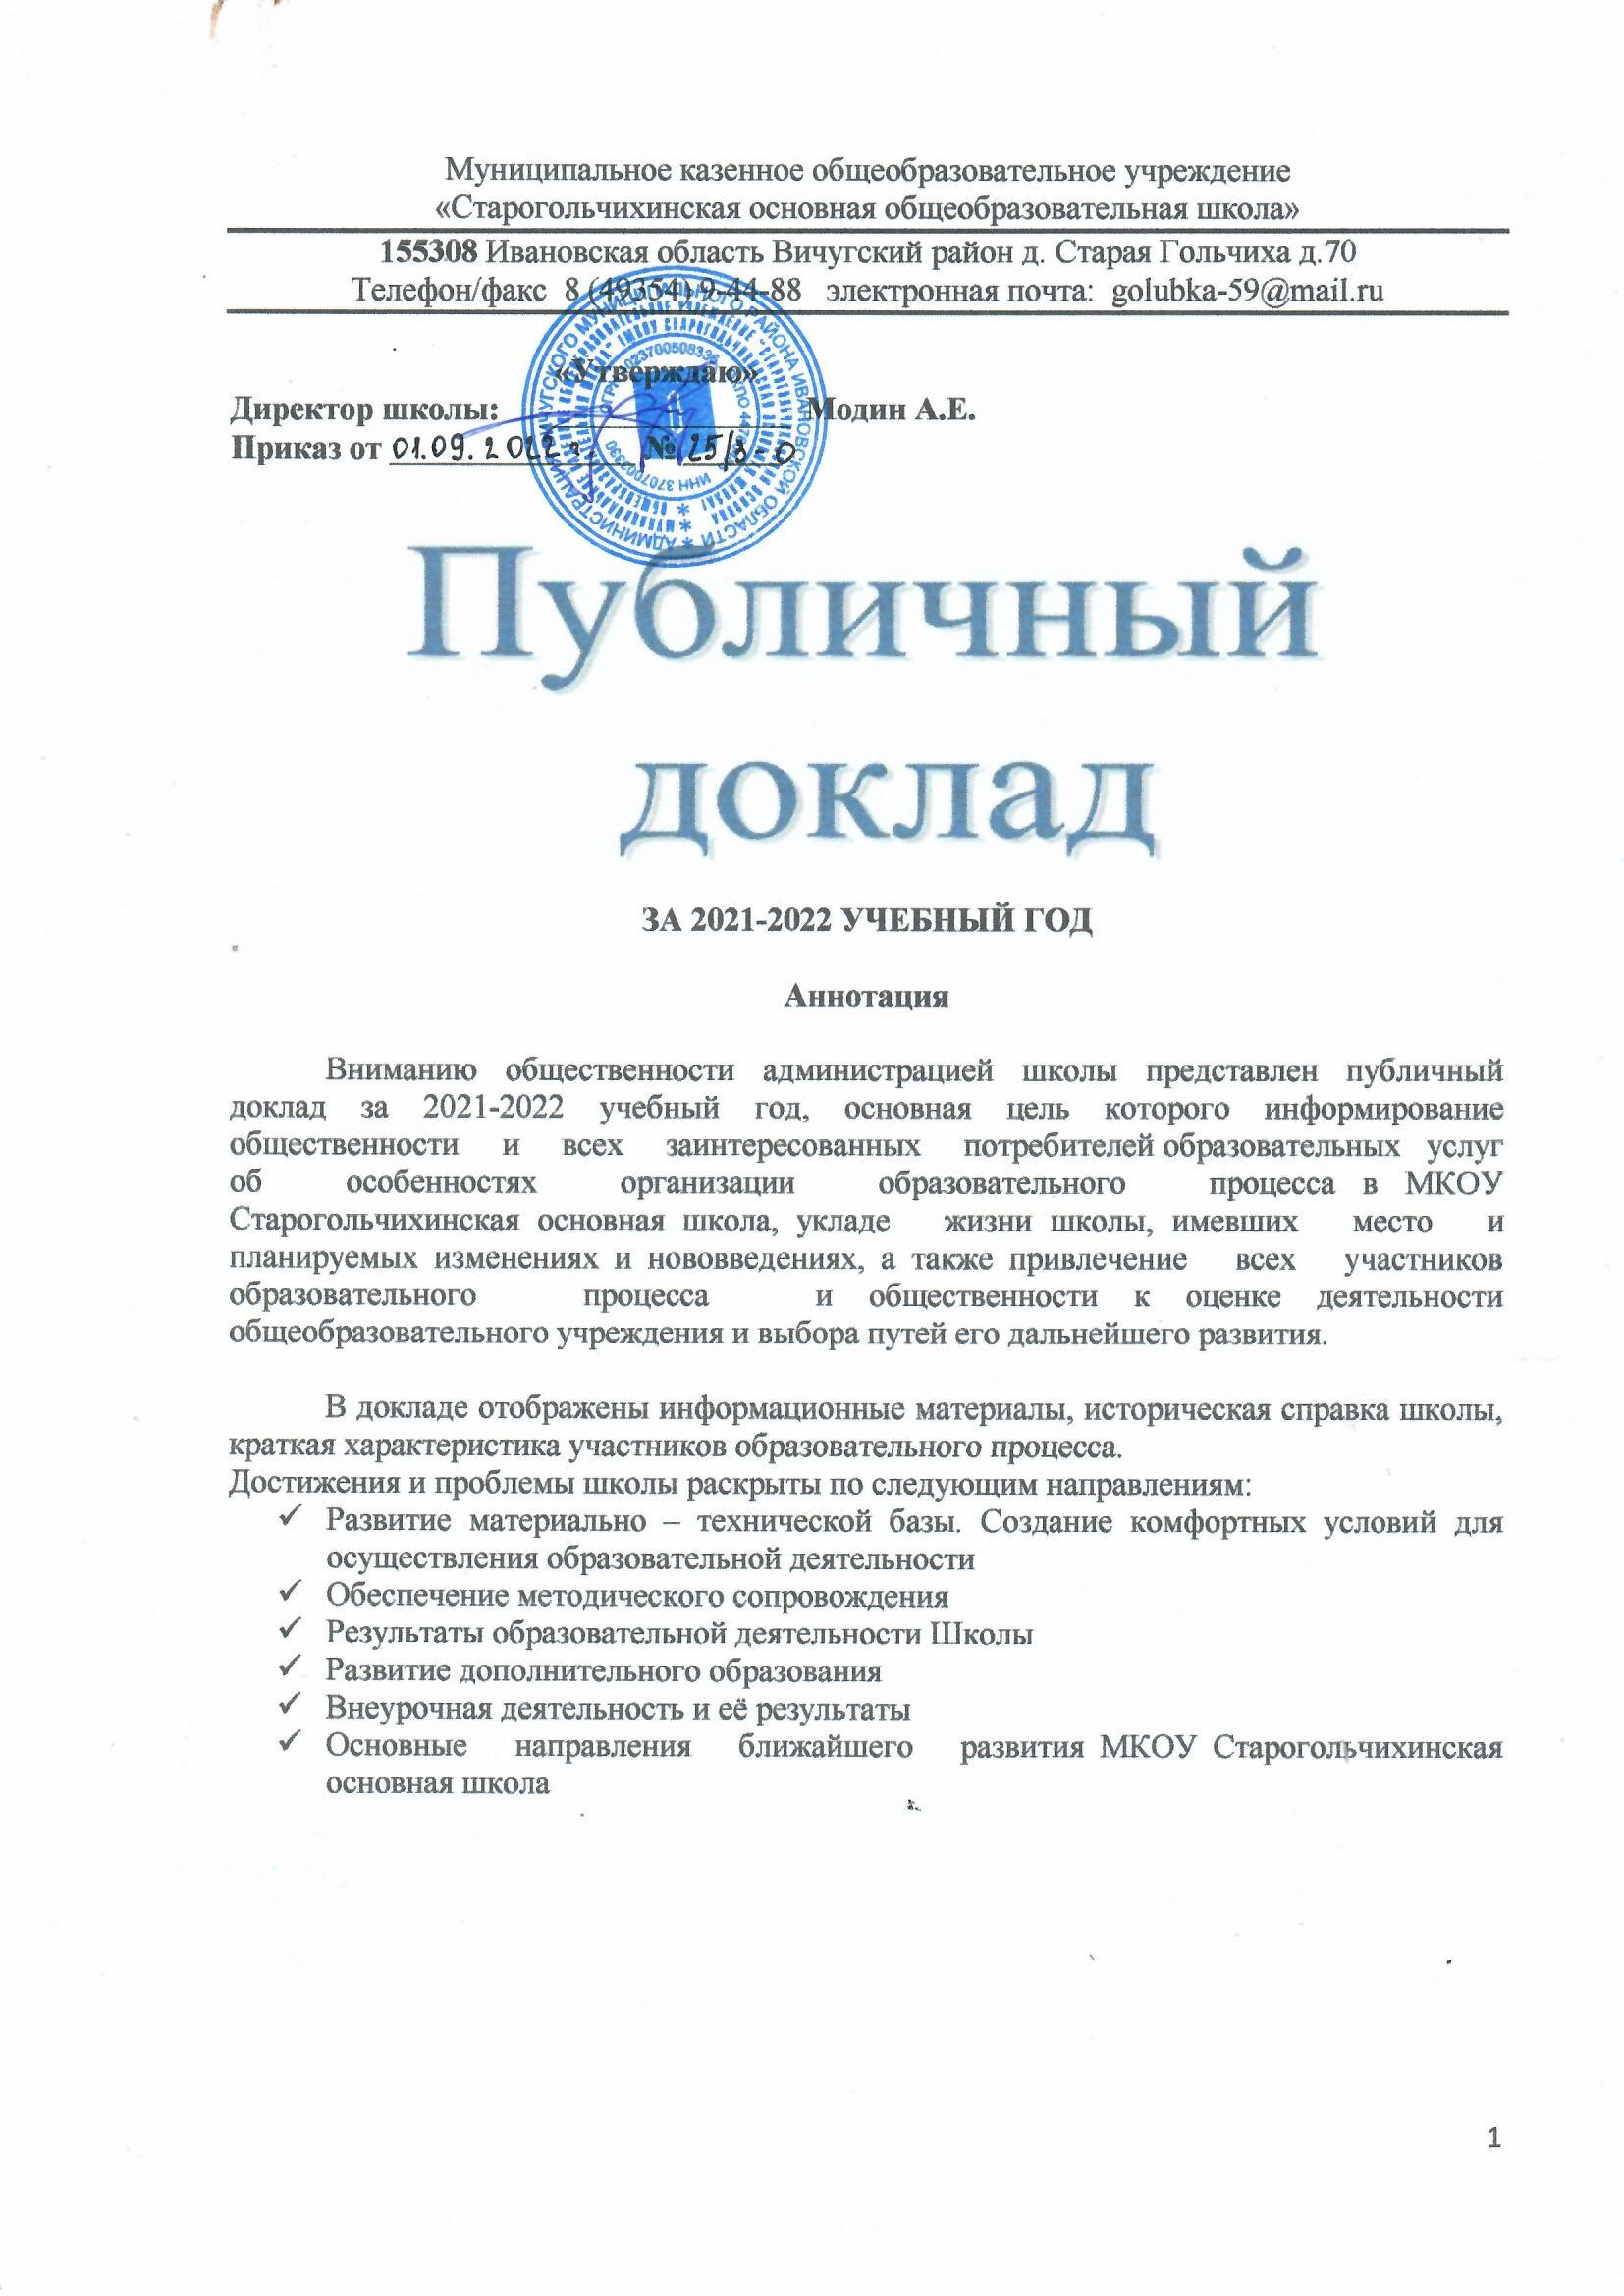 Муниципальное казенное общеобразовательное учреждение
«Старогольчихинская основная общеобразовательная школа»
155308 Ивановская область Вичугский район д. Старая Гольчиха д.70
Телефон/факс 8 (49354) 9-44-88 электронная почта: golubka-59@mail.ru
«Утверждаю»
Директор школы: Модин А.Е.
Приказ от 01.09.2022 г. № 25/8-0
Публичный
доклад
ЗА 2021-2022 УЧЕБНЫЙ ГОД
Аннотация
Вниманию общественности администрацией школы представлен публичный
доклад за 2021-2022 учебный год, основная цель которого информирование
общественности и всех заинтересованных потребителей образовательных услуг
об особенностях организации образовательного процесса в МКОУ
Старогольчихинская основная школа, укладе жизни школы, имевших место и
планируемых изменениях и нововведениях, а также привлечение всех участников
образовательного процесса и общественности к оценке деятельности
общеобразовательного учреждения и выбора путей его дальнейшего развития.
В докладе отображены информационные материалы, историческая справка школы,
краткая характеристика участников образовательного процесса.
Достижения и проблемы школы раскрыты по следующим направлениям:
✓ Развитие материально – технической базы. Создание комфортных условий для
осуществления образовательной деятельности
✓ Обеспечение методического сопровождения
✓ Результаты образовательной деятельности Школы
✓ Развитие дополнительного образования
✓ Внеурочная деятельность и её результаты
✓ Основные направления ближайшего развития МКОУ Старогольчихинская
основная школа
1